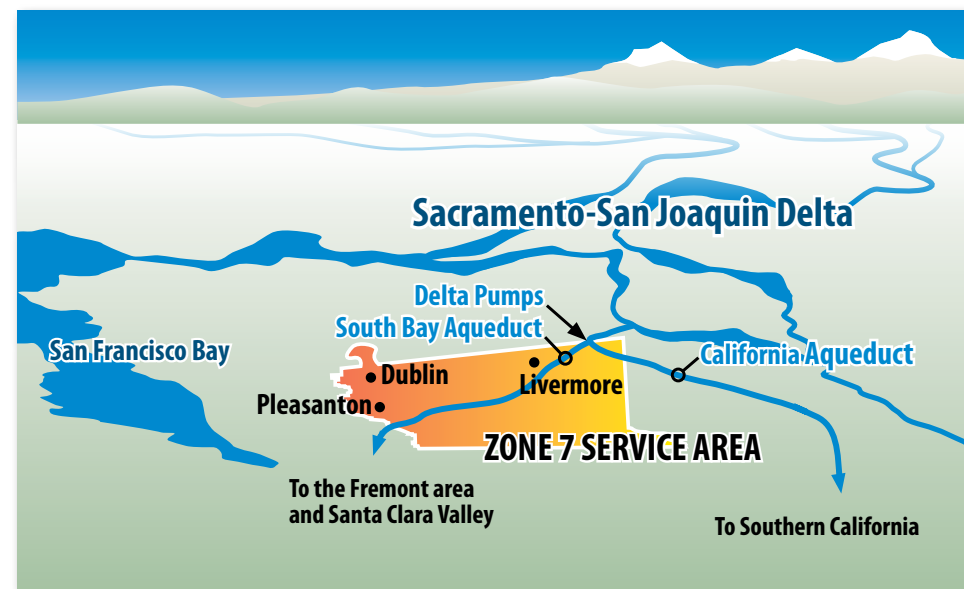 Sacramento-San Joaquin Delta
Delta Pumps
South Bay Aqueduct
San Francisco Bay
California Aqueduct
Dublin
Livermore
Pleasanton
ZONE 7 SERVICE AREA
To the Fremont area
and Santa Clara Valley
To Southern California